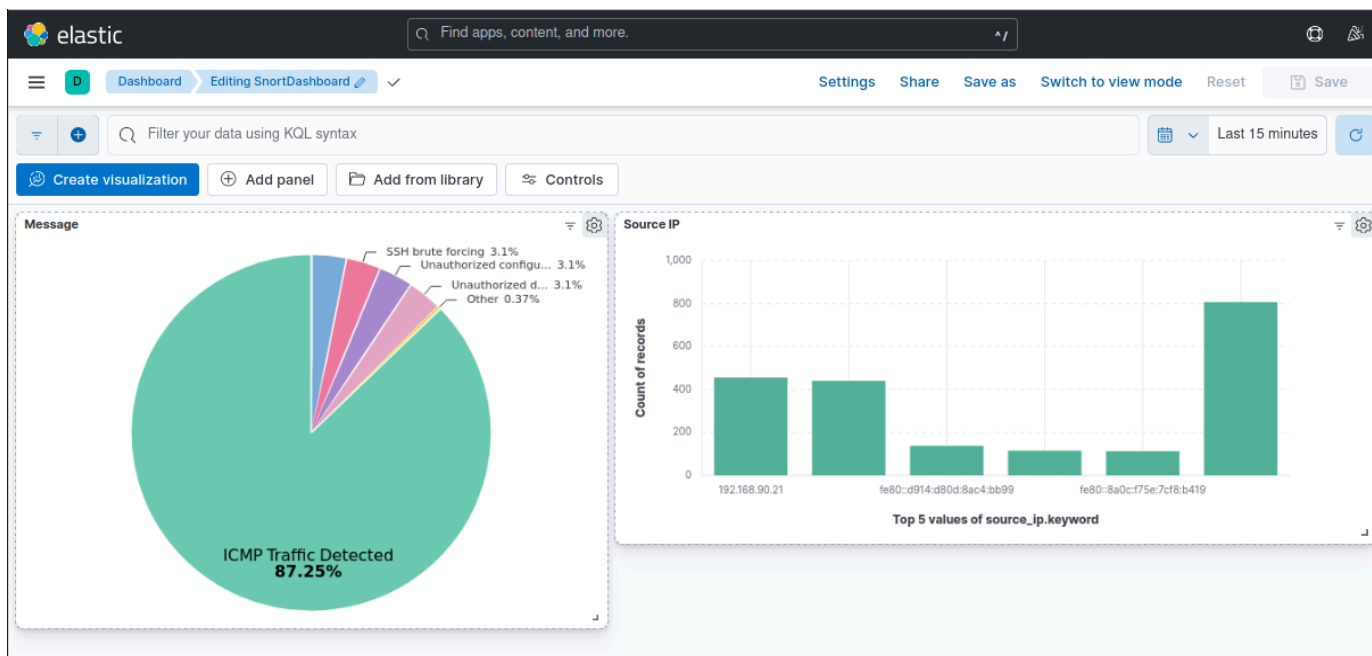 elastic
Find apps, content, and more.
^/
D
Dashboard
Editing SnortDashboard
Settings
Share
Save as
Switch to view mode
Reset
Save
Filter your data using KQL syntax
Last 15 minutes
Create visualization
Add panel
Add from library
Controls
Message
SSH brute forcing 3.1%
Unauthorized configu... 3.1%
Unauthorized d... 3.1%
Other 0.37%
ICMP Traffic Detected
87.25%
Source IP
1,000
800
600
400
200
0
Count of records
192.168.90.21
fe80::d914:d80d:8ac4:bb99
fe80::8a0c:f75e:7cf8:b419
Top 5 values of source_ip.keyword